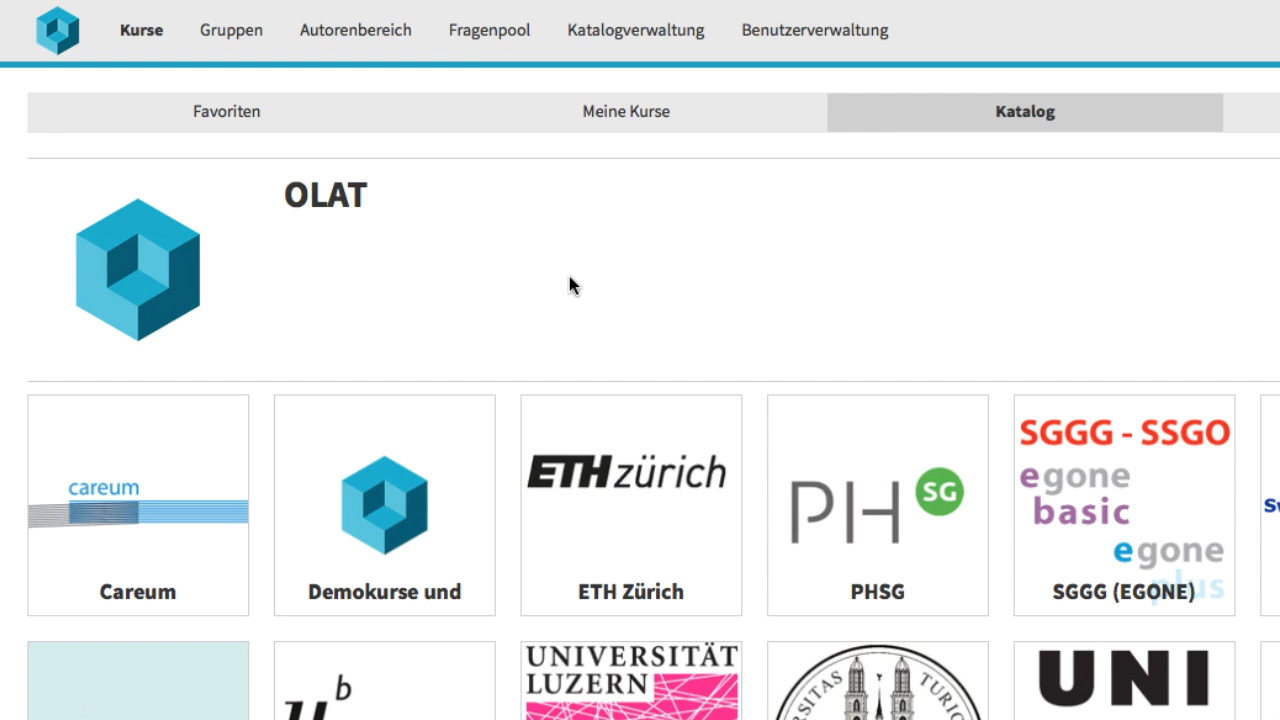 Kurse Gruppen Autorenbereich Fragenpool Katalogverwaltung Benutzerverwaltung
Favoriten Meine Kurse Katalog
OLAT
careum
Careum
Demokurse und
ETH zürich
ETH Zürich
PH SG
PHSG
SGGG - SSGO
egone
basic
egone
plus
SGGG (EGONE)
u b
UNIVERSITÄT
LUZERN
UNI